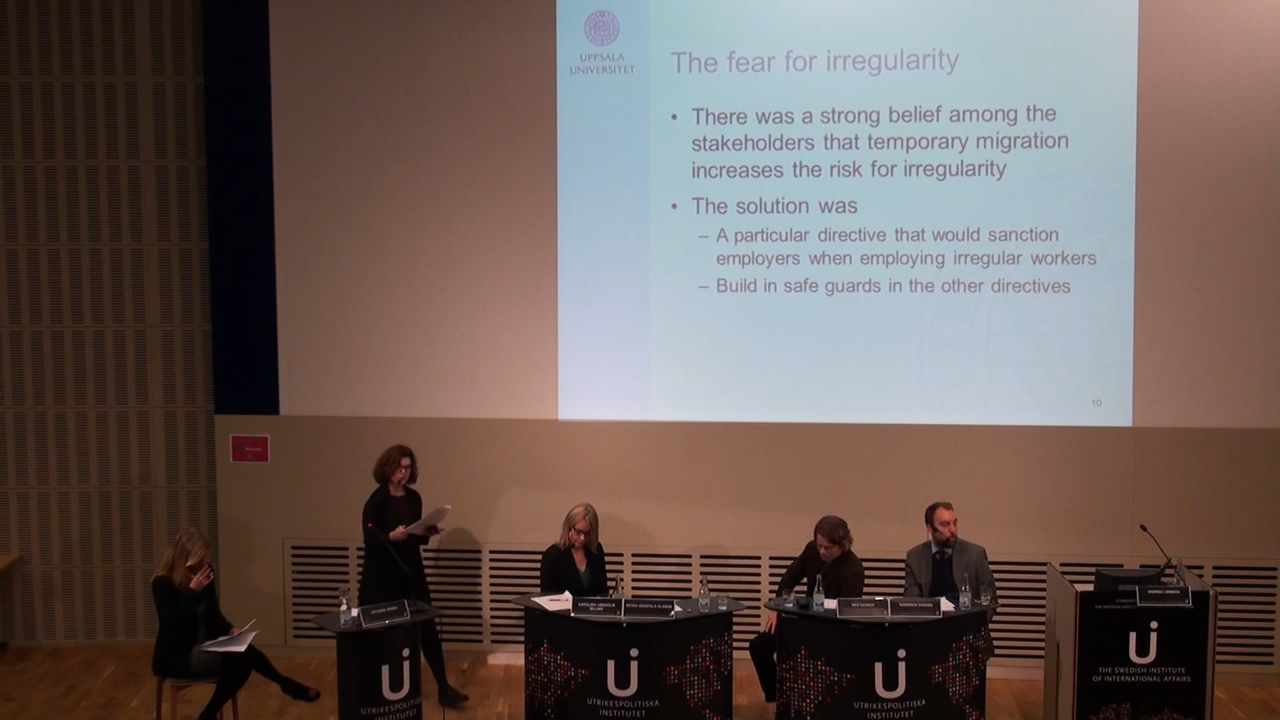 UPPSALA
UNIVERSITET
The fear for irregularity
• There was a strong belief among the
stakeholders that temporary migration
increases the risk for irregularity
• The solution was
– A particular directive that would sanction
employers when employing irregular workers
– Build in safe guards in the other directives
10
UTRIKESPOLITISKA
INSTITUTET
UTRIKESPOLITISKA
INSTITUTET
UTRIKESPOLITISKA
INSTITUTET
THE SWEDISH INSTITUTE
OF INTERNATIONAL AFFAIRS